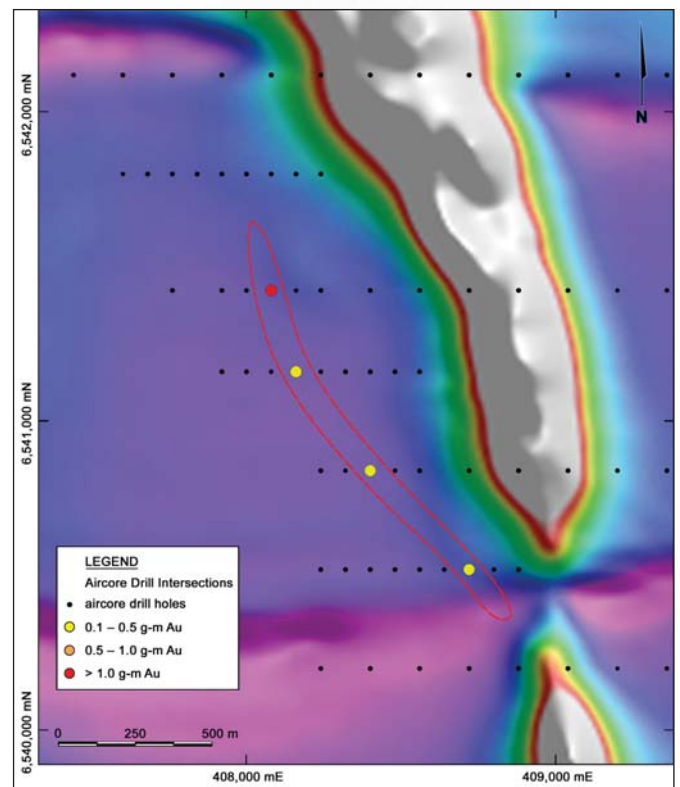 N
6,542,000 mN
6,541,000 mN
6,540,000 mN
LEGEND
Aircore Drill Intersections
aircore drill holes
0.1 – 0.5 g-m Au
0.5 – 1.0 g-m Au
> 1.0 g-m Au
0 250 500 m
408,000 mE 409,000 mE